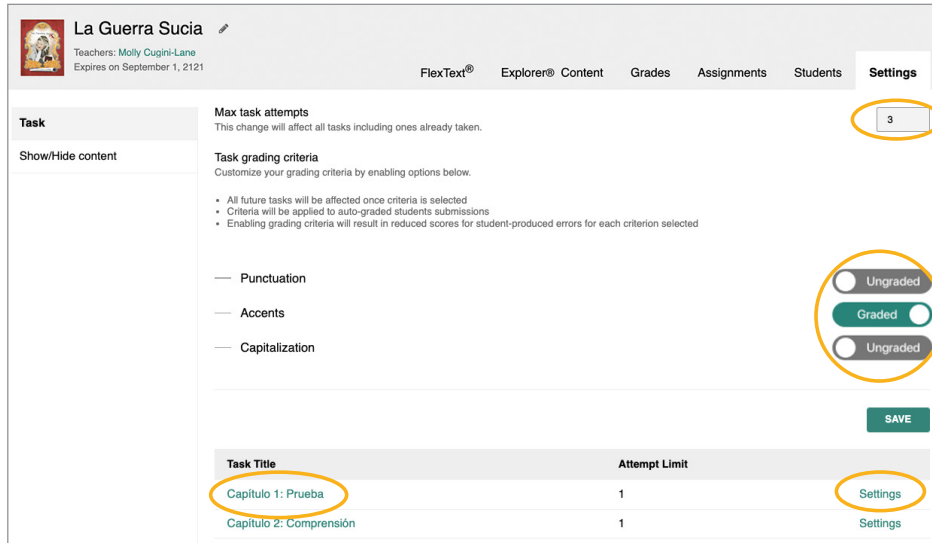 La Guerra Sucia
Teachers: Molly Cugini-Lane
Expires on September 1, 2121
FlexText® Explorer® Content Grades Assignments Students Settings
Task
Show/Hide content
Max task attempts
This change will affect all tasks including ones already taken.
3
Task grading criteria
Customize your grading criteria by enabling options below.
• All future tasks will be affected once criteria is selected
• Criteria will be applied to auto-graded students submissions
• Enabling grading criteria will result in reduced scores for student-produced errors for each criterion selected
Punctuation Ungraded
Accents Graded
Capitalization Ungraded
SAVE
Task Title Attempt Limit
Capítulo 1: Prueba 1 Settings
Capítulo 2: Comprensión 1 Settings